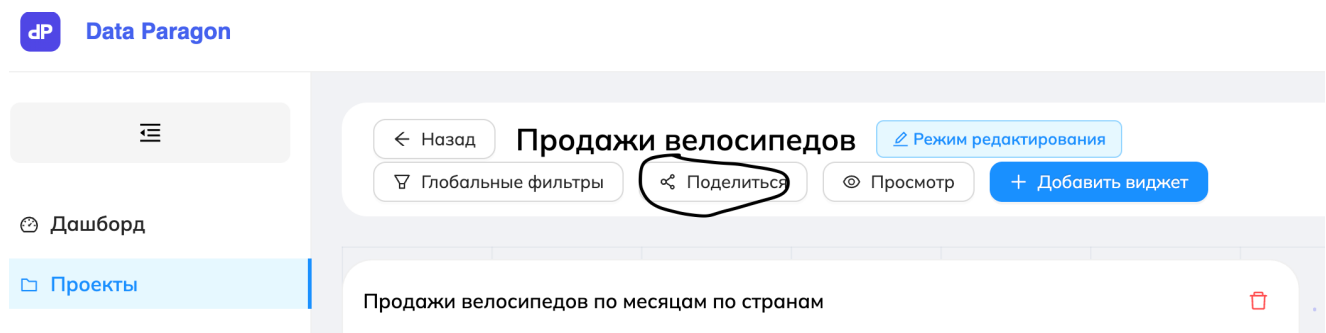 dP Data Paragon
Назад Продажи велосипедов Режим редактирования
Глобальные фильтры Поделиться Просмотр + Добавить виджет
Дашборд
Проекты
Продажи велосипедов по месяцам по странам